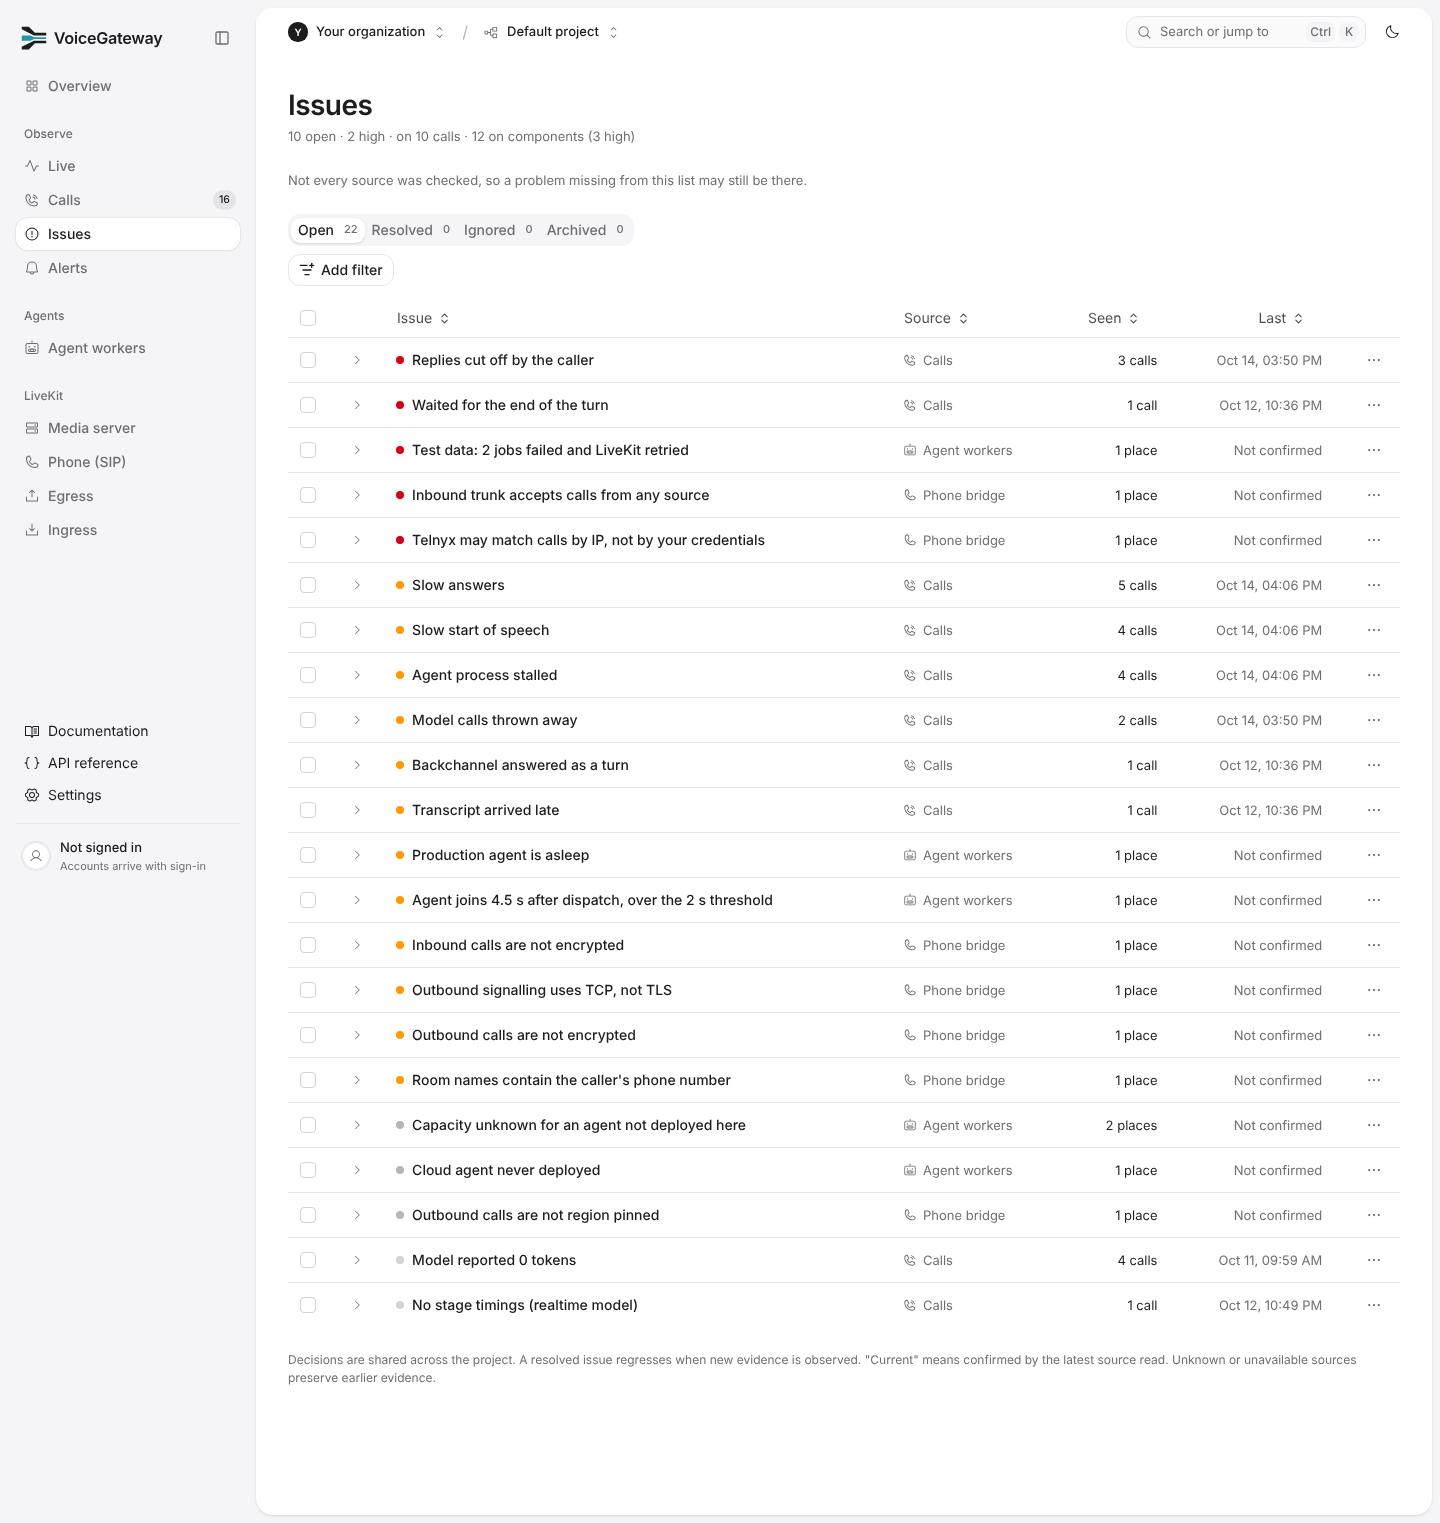 VoiceGateway
Overview
Observe
Live
Calls 16
Issues
Alerts
Agents
Agent workers
LiveKit
Media server
Phone (SIP)
Egress
Ingress
Documentation
API reference
Settings
Not signed in
Accounts arrive with sign-in
Y Your organization / Default project
Search or jump to Ctrl K
Issues
10 open · 2 high · on 10 calls · 12 on components (3 high)
Not every source was checked, so a problem missing from this list may still be there.
Open 22 Resolved 0 Ignored 0 Archived 0
Add filter
Issue Source Seen Last
Replies cut off by the caller Calls 3 calls Oct 14, 03:50 PM
Waited for the end of the turn Calls 1 call Oct 12, 10:36 PM
Test data: 2 jobs failed and LiveKit retried Agent workers 1 place Not confirmed
Inbound trunk accepts calls from any source Phone bridge 1 place Not confirmed
Telnyx may match calls by IP, not by your credentials Phone bridge 1 place Not confirmed
Slow answers Calls 5 calls Oct 14, 04:06 PM
Slow start of speech Calls 4 calls Oct 14, 04:06 PM
Agent process stalled Calls 4 calls Oct 14, 04:06 PM
Model calls thrown away Calls 2 calls Oct 14, 03:50 PM
Backchannel answered as a turn Calls 1 call Oct 12, 10:36 PM
Transcript arrived late Calls 1 call Oct 12, 10:36 PM
Production agent is asleep Agent workers 1 place Not confirmed
Agent joins 4.5 s after dispatch, over the 2 s threshold Agent workers 1 place Not confirmed
Inbound calls are not encrypted Phone bridge 1 place Not confirmed
Outbound signalling uses TCP, not TLS Phone bridge 1 place Not confirmed
Outbound calls are not encrypted Phone bridge 1 place Not confirmed
Room names contain the caller's phone number Phone bridge 1 place Not confirmed
Capacity unknown for an agent not deployed here Agent workers 2 places Not confirmed
Cloud agent never deployed Agent workers 1 place Not confirmed
Outbound calls are not region pinned Phone bridge 1 place Not confirmed
Model reported 0 tokens Calls 4 calls Oct 11, 09:59 AM
No stage timings (realtime model) Calls 1 call Oct 12, 10:49 PM
Decisions are shared across the project. A resolved issue regresses when new evidence is observed. "Current" means confirmed by the latest source read. Unknown or unavailable sources
preserve earlier evidence.